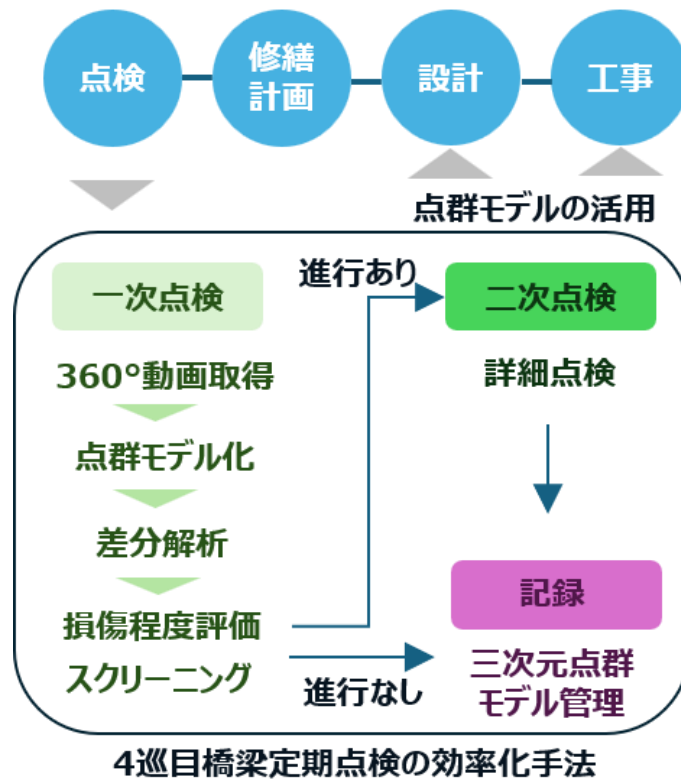 点検
修繕
計画
設計
工事
点群モデルの活用
一次点検
360°動画取得
点群モデル化
差分解析
損傷程度評価
スクリーニング
進行あり
進行なし
二次点検
詳細点検
記録
三次元点群
モデル管理
4巡目橋梁定期点検の効率化手法